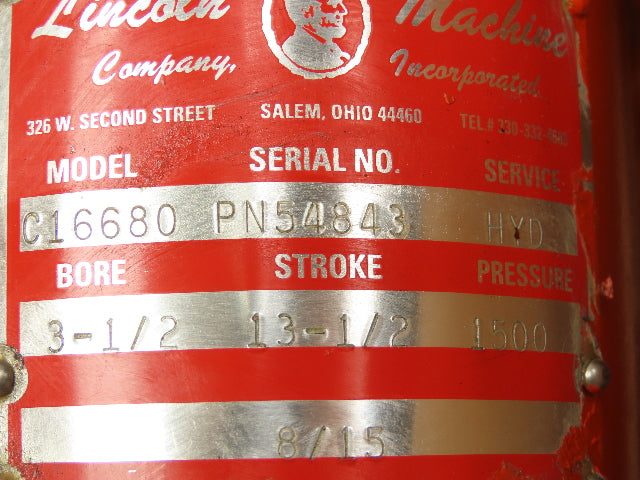 Lincoln Machine
Company, Incorporated.
326 W. SECOND STREET SALEM, OHIO 44460 TEL.#
MODEL SERIAL NO. SERVICE
C16680 PN54843 HYD
BORE STROKE PRESSURE
3-1/2 13-1/2 1500
8/15